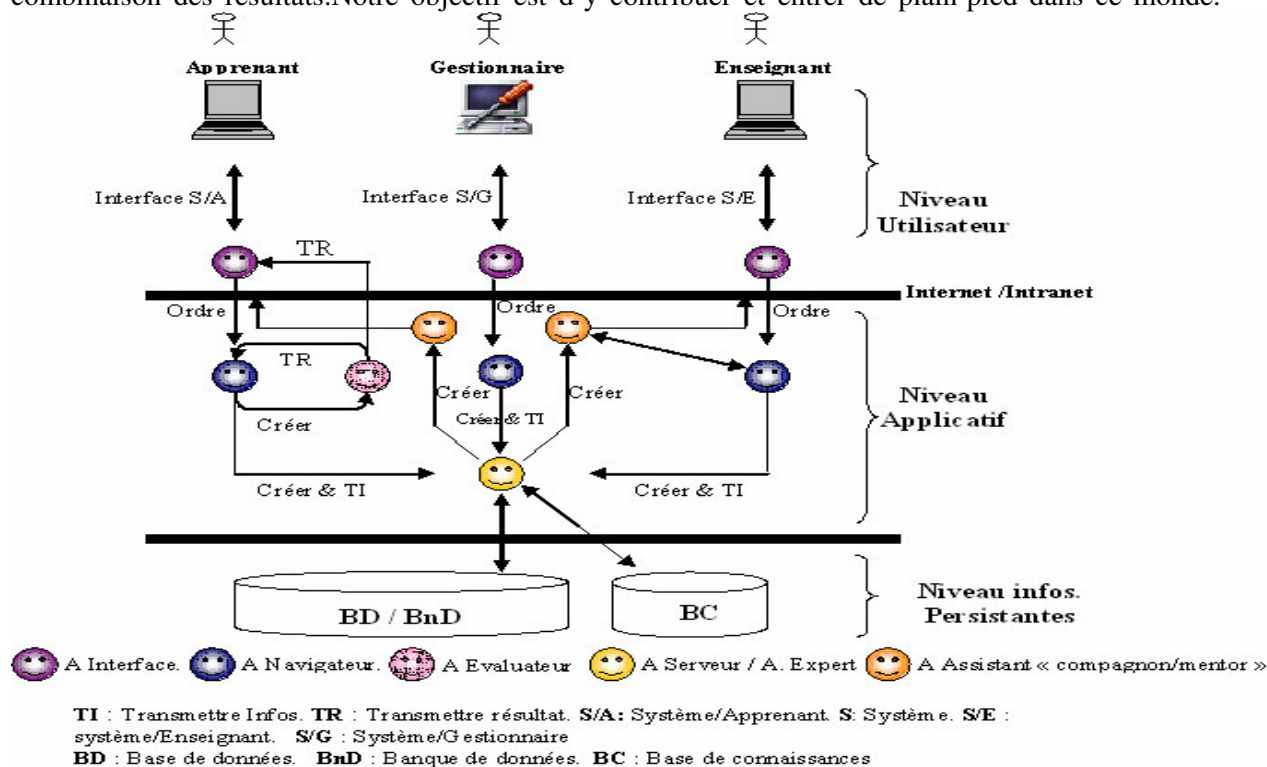 combinaison des résultats.Notre objectif est d'y contribuer et entrer de plain-pied dans ce monde.
Apprenant Gestionnaire Enseignant
Interface S/A Interface S/G Interface S/E
Niveau
Utilisateur
TR
Internet /Intranet
Ordre Ordre Ordre
TR
Créer Créer
Niveau
Applicatif
Créer & TI
Créer
Créer & TI Créer & TI
BD / BnD BC
Niveau infos.
Persistantes
A Interface. A Navigateur. A Evaluateur A Serveur / A. Expert A Assistant « compagnon/mentor »
TI : Transmettre Infos. TR : Transmettre résultat. S/A: Système/Apprenant. S: Système. S/E :
système/Enseignant. S/G : Système/Gestionnaire
BD : Base de données. BnD : Banque de données. BC : Base de connaissances